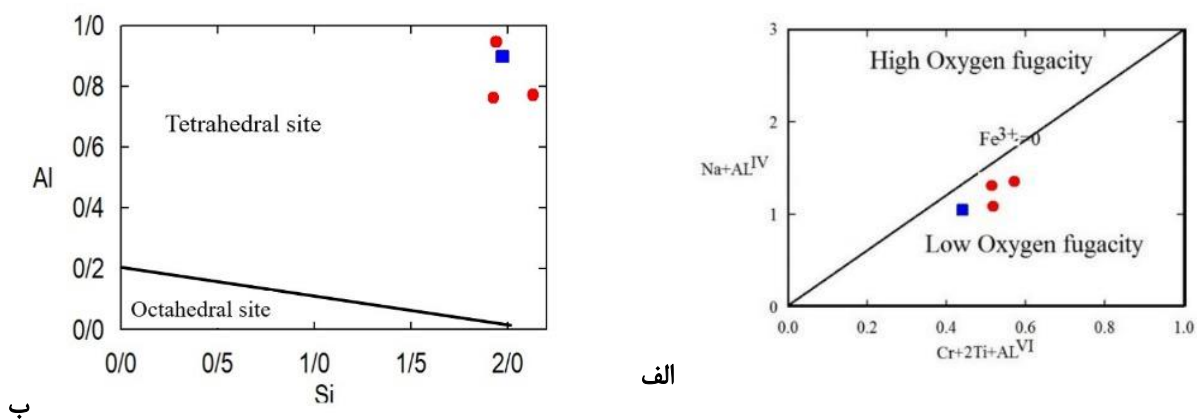 1/0
0/8
0/6
0/4
0/2
0/0
Al
Tetrahedral site
Octahedral site
0/0 0/5 1/0 1/5 2/0
Si
ب
3
2
1
0
Na+AL^IV
High Oxygen fugacity
Fe3+=0
Low Oxygen fugacity
0.0 0.2 0.4 0.6 0.8 1.0
Cr+2Ti+AL^VI
الف